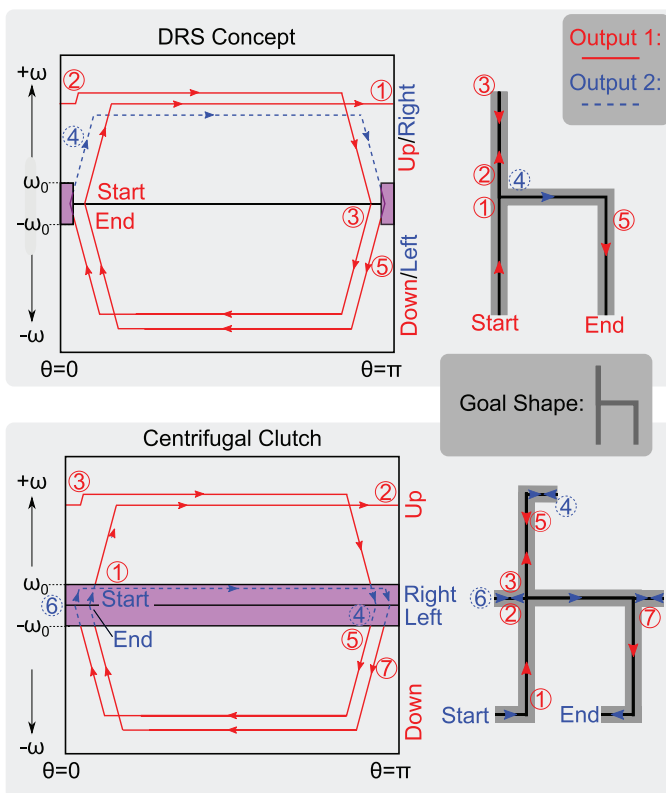 DRS Concept
Output 1:
Output 2:
+ω
ω₀
-ω₀
-ω
② ①
④
Start
End
③
⑤
Up/Right
Down/Left
θ=0 θ=π
③
②
④
①
⑤
Start End
Goal Shape:
Centrifugal Clutch
+ω
ω₀
-ω₀
-ω
③ ②
①
⑥ Start
End
④
⑤
⑦
Up
Right
Left
Down
θ=0 θ=π
④
⑤
③
⑥
②
⑦
①
Start End